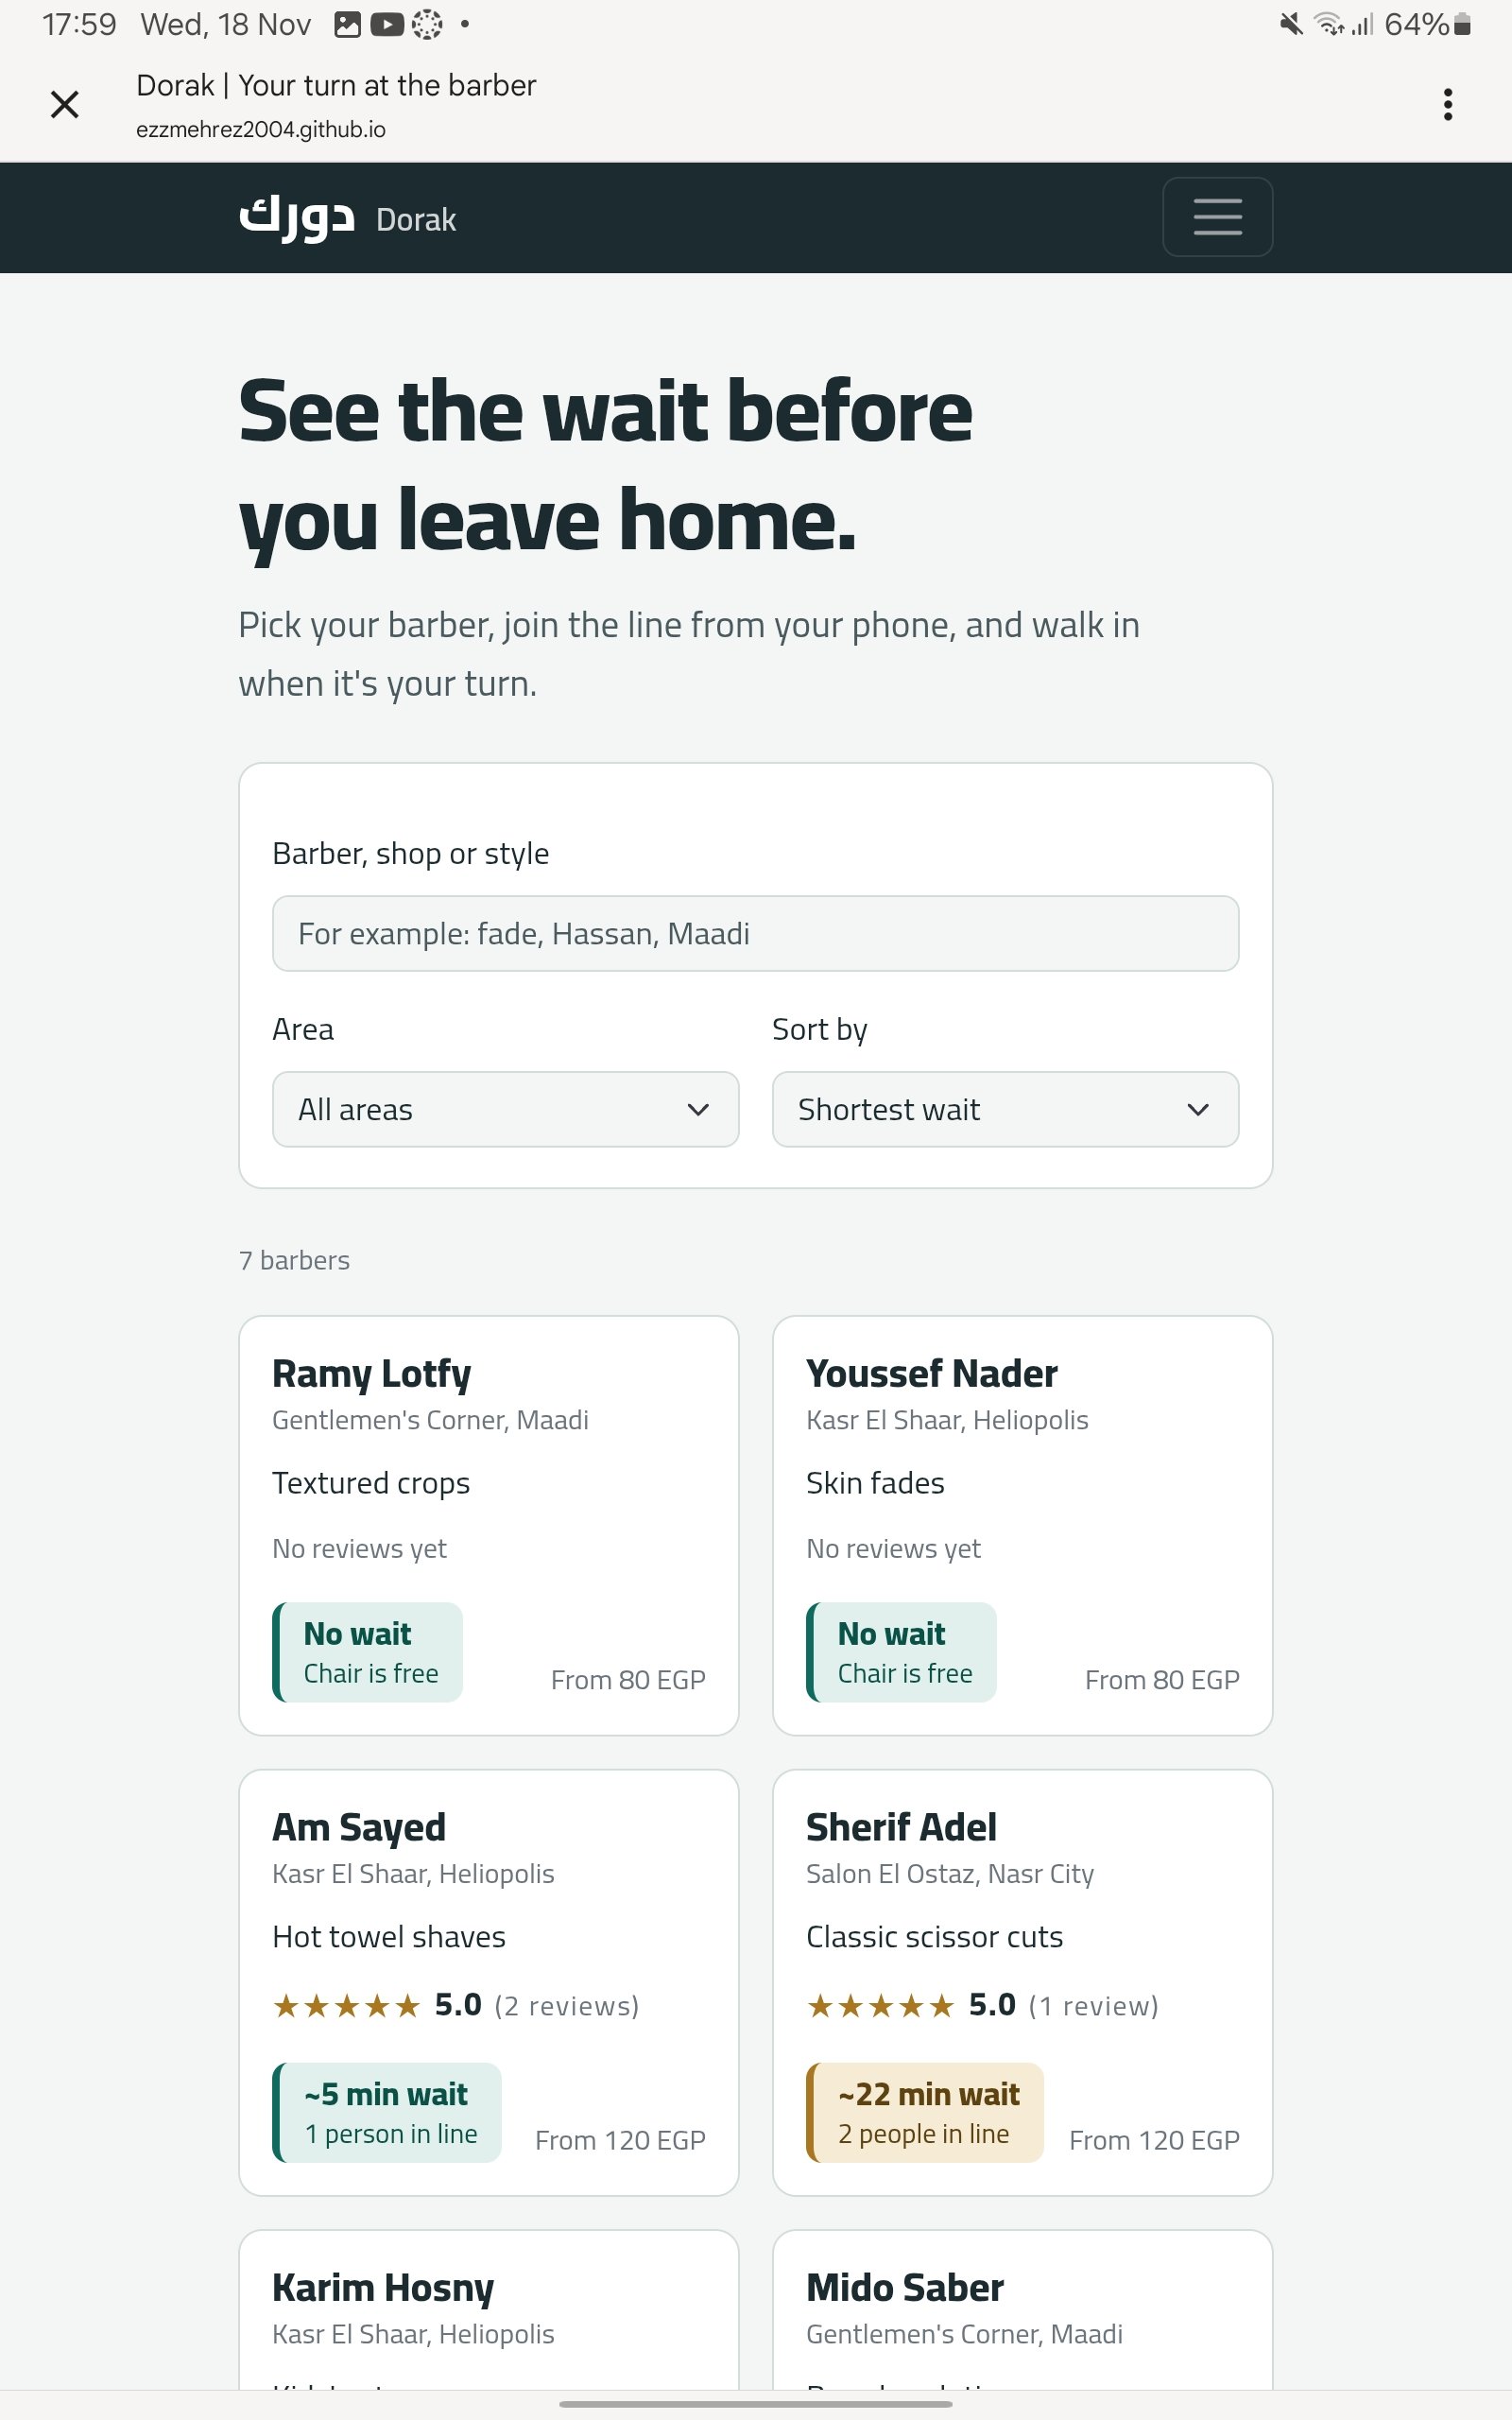 17:59 Wed, 18 Nov
64%
Dorak | Your turn at the barber
ezzmehrez2004.github.io
دورك Dorak
See the wait before
you leave home.
Pick your barber, join the line from your phone, and walk in
when it's your turn.
Barber, shop or style
For example: fade, Hassan, Maadi
Area
Sort by
All areas
Shortest wait
7 barbers
Ramy Lotfy
Gentlemen's Corner, Maadi
Textured crops
No reviews yet
No wait
Chair is free
From 80 EGP
Youssef Nader
Kasr El Shaar, Heliopolis
Skin fades
No reviews yet
No wait
Chair is free
From 80 EGP
Am Sayed
Kasr El Shaar, Heliopolis
Hot towel shaves
★★★★★ 5.0 (2 reviews)
~5 min wait
1 person in line
From 120 EGP
Sherif Adel
Salon El Ostaz, Nasr City
Classic scissor cuts
★★★★★ 5.0 (1 review)
~22 min wait
2 people in line
From 120 EGP
Karim Hosny
Kasr El Shaar, Heliopolis
Mido Saber
Gentlemen's Corner, Maadi